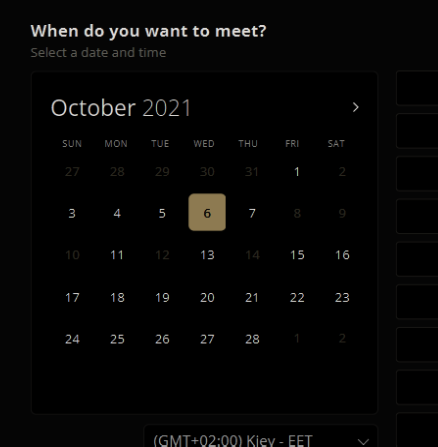 When do you want to meet?
Select a date and time
October 2021
SUN MON TUE WED THU FRI SAT
27 28 29 30 31 1 2
3 4 5 6 7 8 9
10 11 12 13 14 15 16
17 18 19 20 21 22 23
24 25 26 27 28 1 2
(GMT+02:00) Kiev - EET